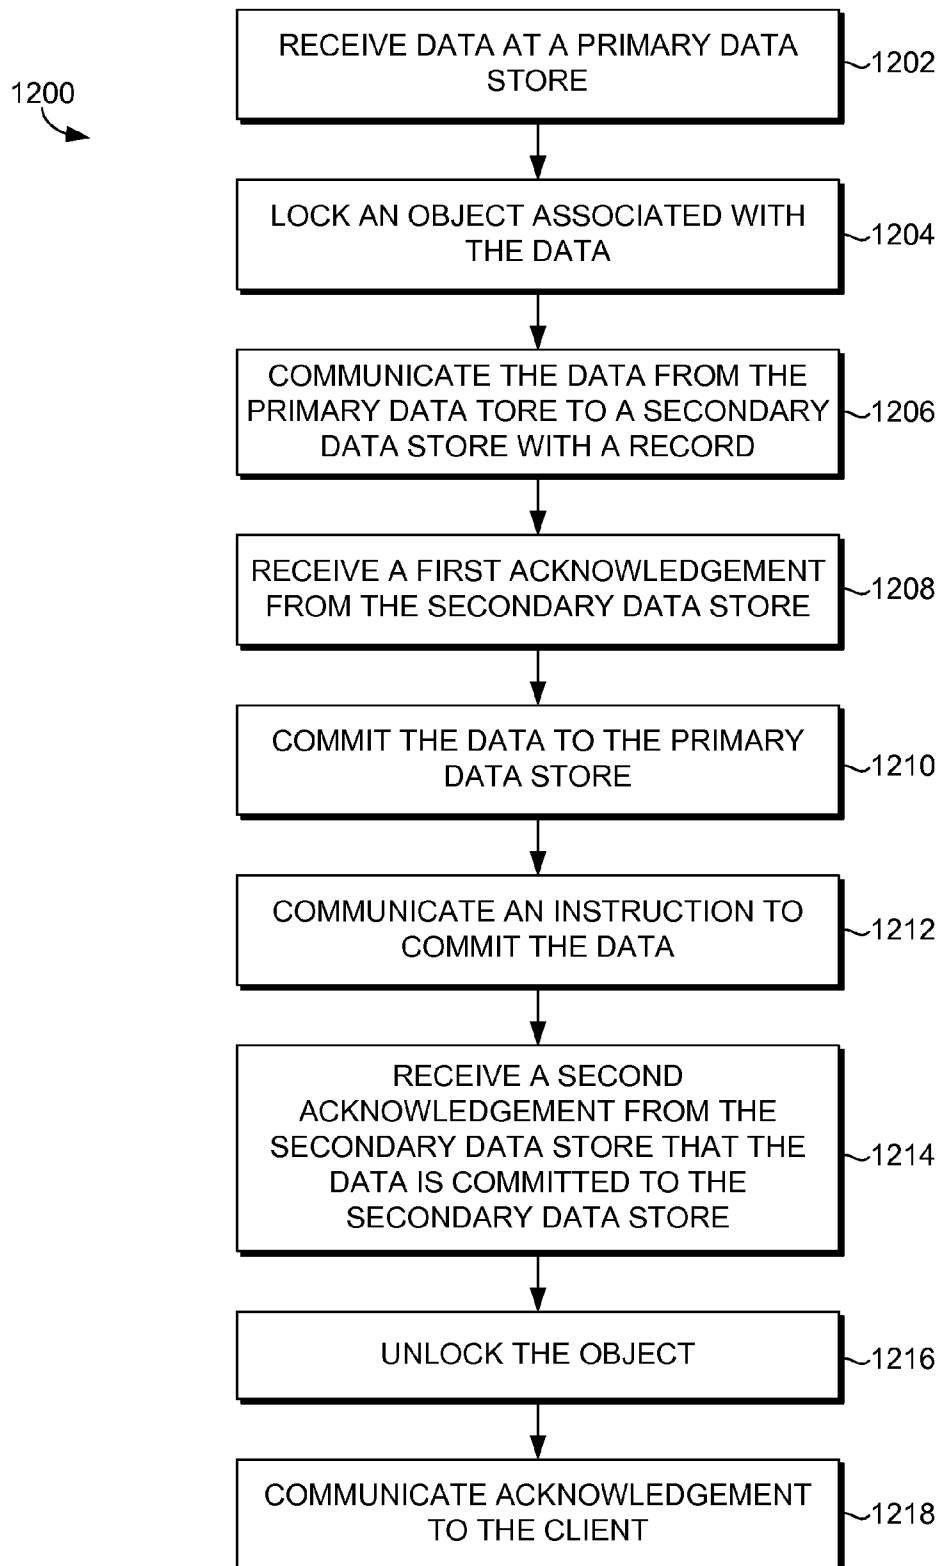 1200
RECEIVE DATA AT A PRIMARY DATA
STORE
1202
LOCK AN OBJECT ASSOCIATED WITH
THE DATA
1204
COMMUNICATE THE DATA FROM THE
PRIMARY DATA TORE TO A SECONDARY
DATA STORE WITH A RECORD
1206
RECEIVE A FIRST ACKNOWLEDGEMENT
FROM THE SECONDARY DATA STORE
1208
COMMIT THE DATA TO THE PRIMARY
DATA STORE
1210
COMMUNICATE AN INSTRUCTION TO
COMMIT THE DATA
1212
RECEIVE A SECOND
ACKNOWLEDGEMENT FROM THE
SECONDARY DATA STORE THAT THE
DATA IS COMMITTED TO THE
SECONDARY DATA STORE
1214
UNLOCK THE OBJECT
1216
COMMUNICATE ACKNOWLEDGEMENT
TO THE CLIENT
1218